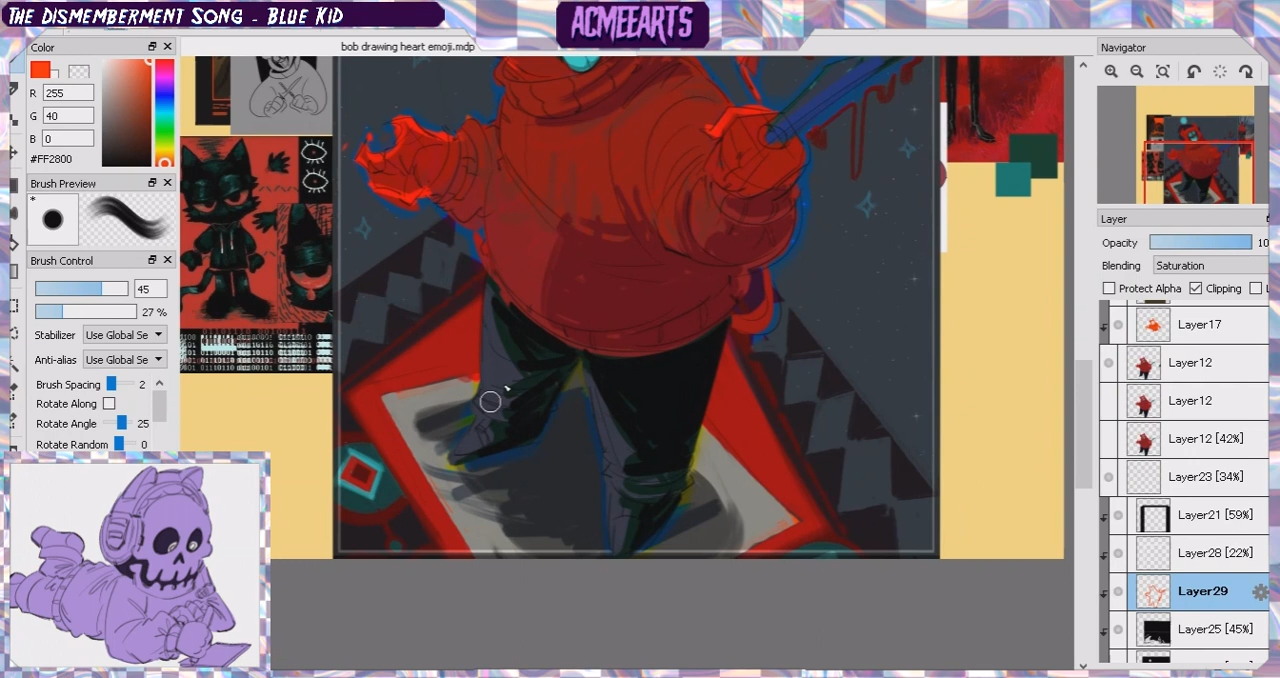 THE DISMEMBERMENT SONG - BLUE KID
ACMEEARTS
bob drawing heart emoji.mdp
Color
R 255
G 40
B 0
#FF2800
Brush Preview
*
Brush Control
45
27 %
Stabilizer Use Global Se
Anti-alias Use Global Se
Brush Spacing 2
Rotate Along
Rotate Angle 25
Rotate Random 0
Navigator
Layer
Opacity 10
Blending Saturation
Protect Alpha Clipping L
Layer17
Layer12
Layer12
Layer12 [42%]
Layer23 [34%]
Layer21 [59%]
Layer28 [22%]
Layer29
Layer25 [45%]